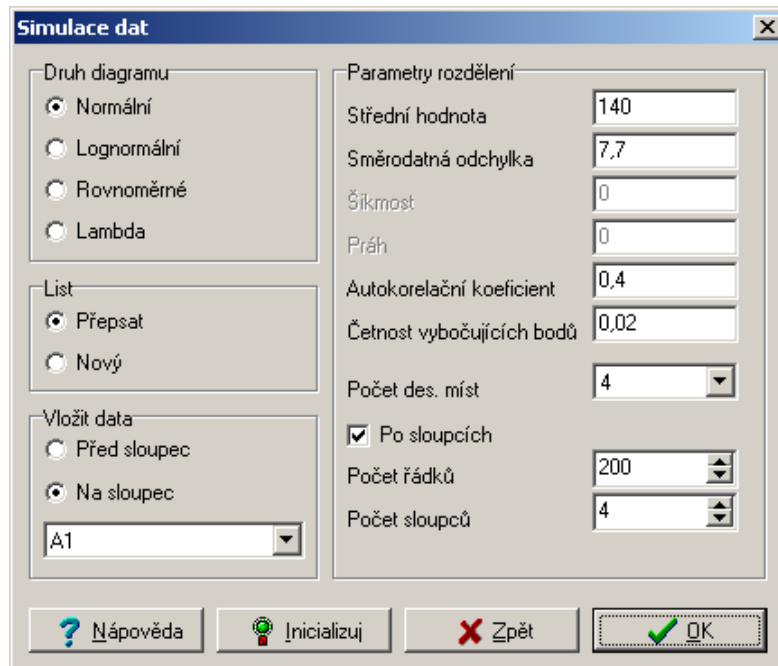 Simulace dat
Druh diagramu
Normální
Lognormální
Rovnoměrné
Lambda
List
Přepsat
Nový
Vložit data
Před sloupec
Na sloupec
A1
Parametry rozdělení
Střední hodnota 140
Směrodatná odchylka 7,7
Šikmost 0
Práh 0
Autokorelační koeficient 0,4
Četnost vybočujících bodů 0,02
Počet des. míst 4
Po sloupcích
Počet řádků 200
Počet sloupců 4
Nápověda Inicializuj Zpět OK